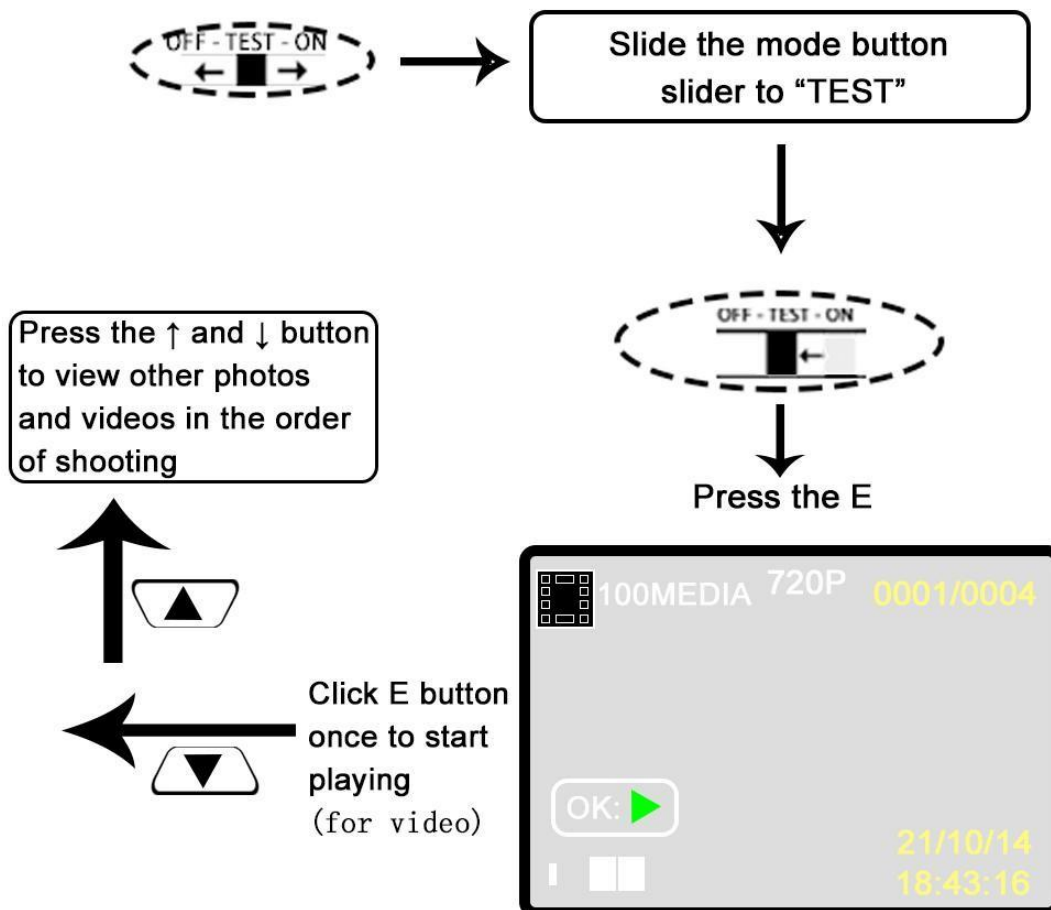 OFF - TEST - ON
Slide the mode button
slider to “TEST”
OFF - TEST - ON
Press the E
100MEDIA 720P 0001/0004
OK:
21/10/14
18:43:16
Click E button
once to start
playing
(for video)
Press the ↑ and ↓ button
to view other photos
and videos in the order
of shooting